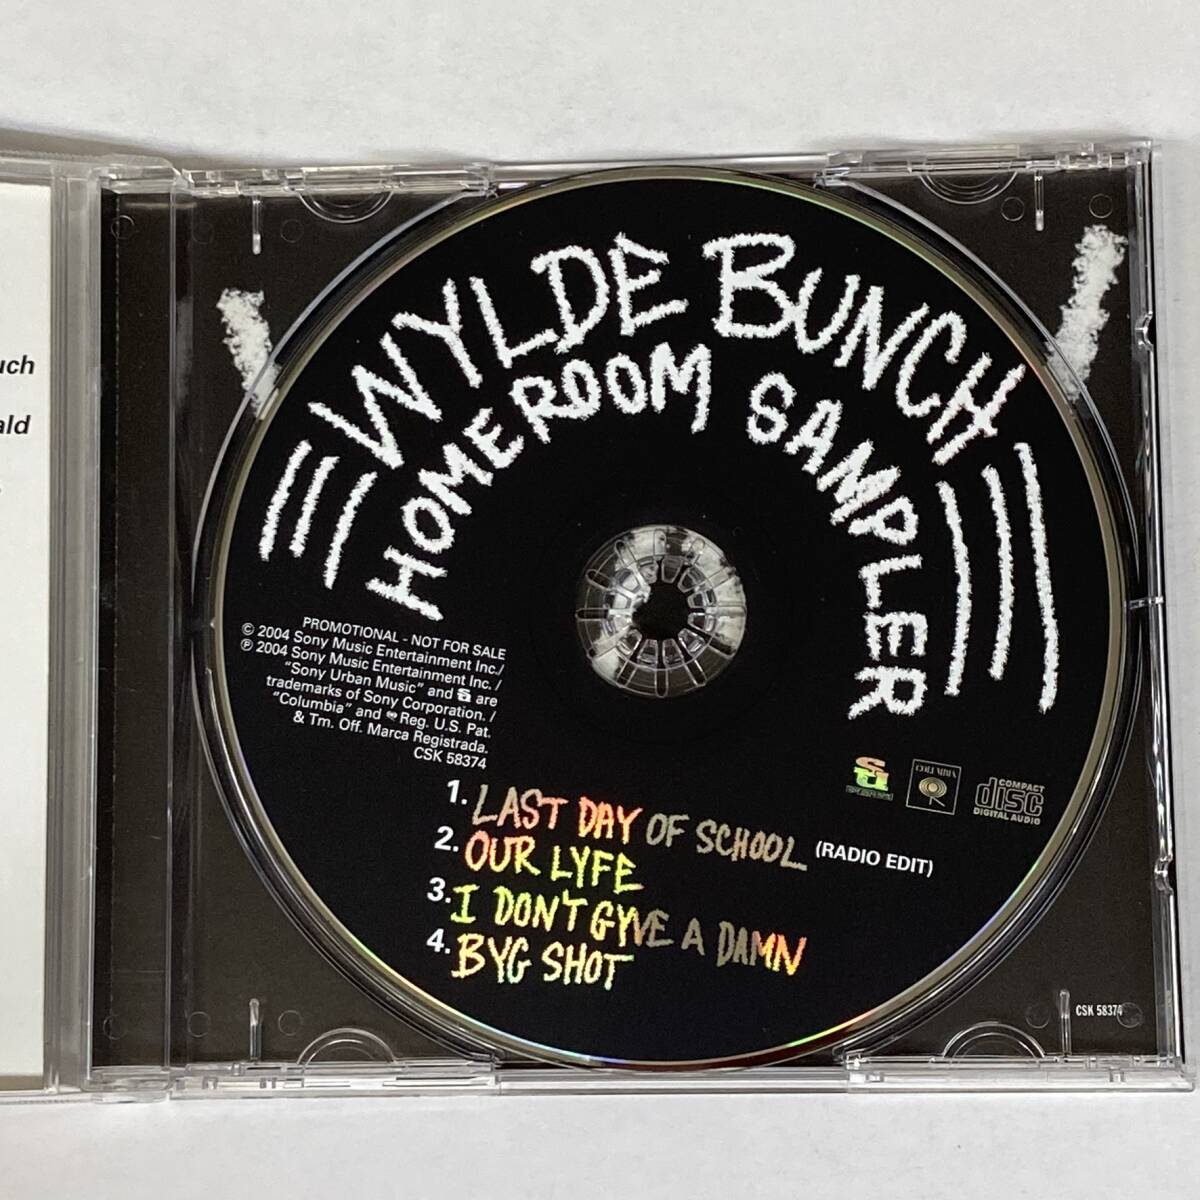 uch
ald
WYLDE BUNCH
HOMEROOM SAMPLER
PROMOTIONAL - NOT FOR SALE
© 2004 Sony Music Entertainment Inc./
℗ 2004 Sony Music Entertainment Inc. /
"Sony Urban Music" and su are
trademarks of Sony Corporation. /
"Columbia" and Reg. U.S. Pat.
& Tm. Off. Marca Registrada.
CSK 58374
su
COLUMBIA
COMPACT
disc
DIGITAL AUDIO
1. LAST DAY OF SCHOOL (RADIO EDIT)
2. OUR LYFE
3. I DON'T GYVE A DAMN
4. BYG SHOT
CSK 58374